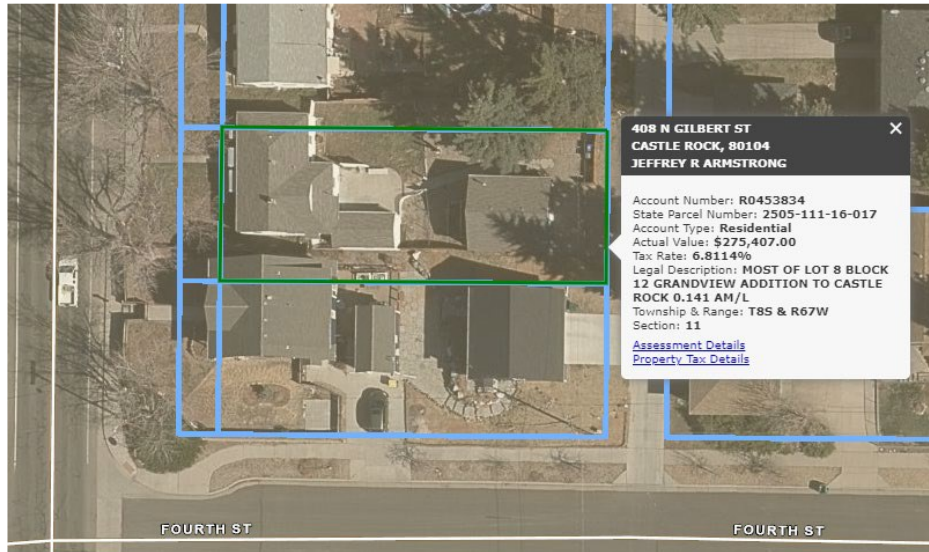 408 N GILBERT ST
CASTLE ROCK, 80104
JEFFREY R ARMSTRONG
Account Number: R0453834
State Parcel Number: 2505-111-16-017
Account Type: Residential
Actual Value: $275,407.00
Tax Rate: 6.8114%
Legal Description: MOST OF LOT 8 BLOCK
12 GRANDVIEW ADDITION TO CASTLE
ROCK 0.141 AM/L
Township & Range: T8S & R67W
Section: 11
Assessment Details
Property Tax Details
FOURTH ST
FOURTH ST